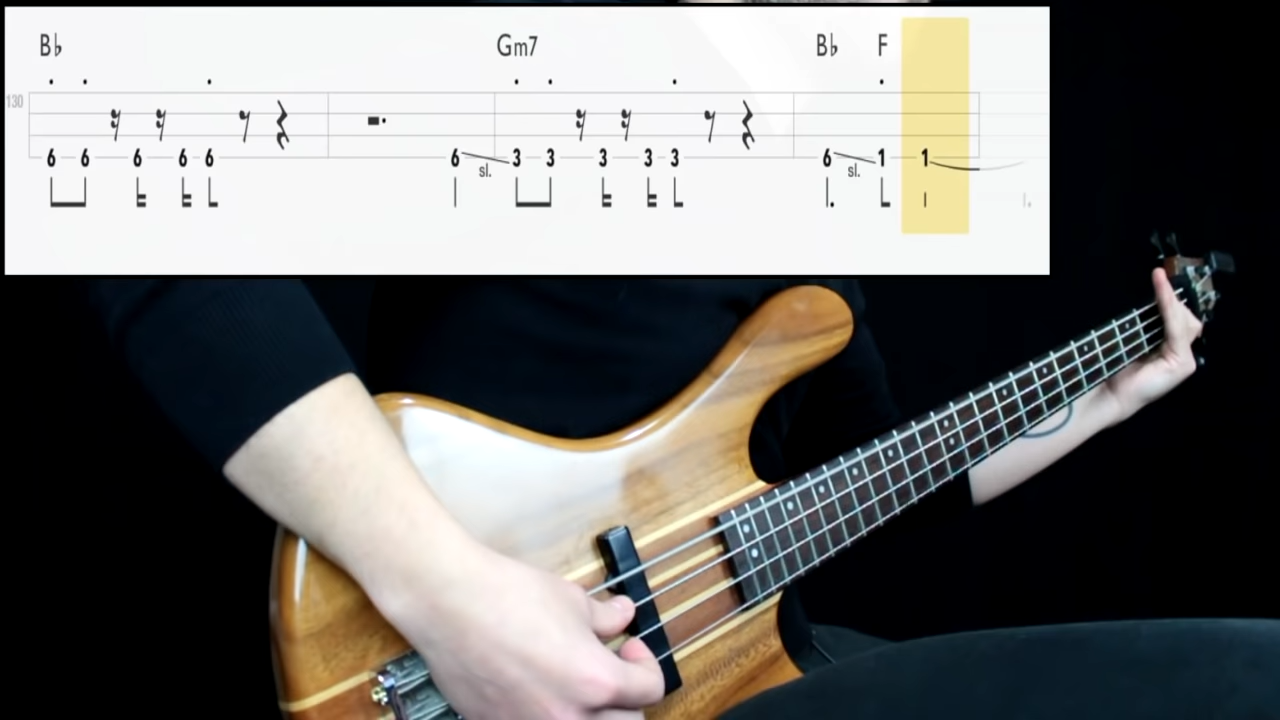 B♭ Gm7 B♭ F
130
6 6 6 6 6 6 3 3 3 3 3 6 1 1
sl. sl.